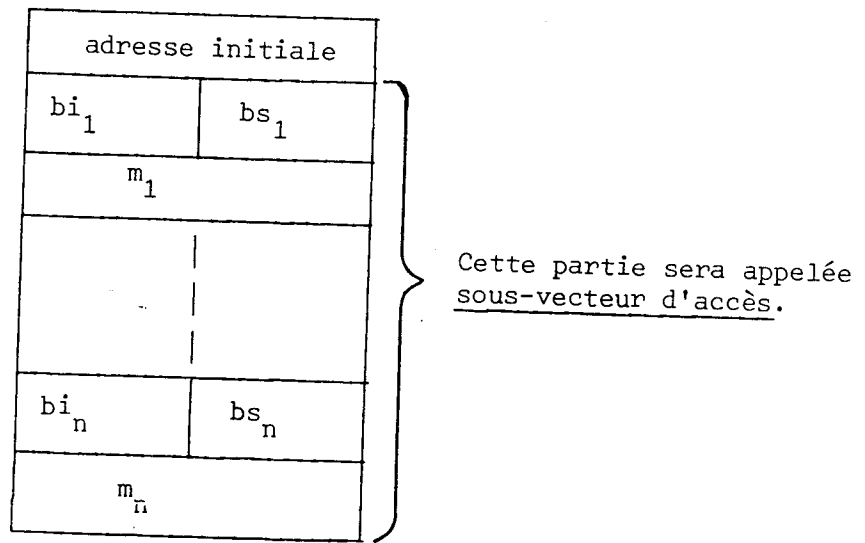 adresse initiale
bi₁ bs₁
m₁
Cette partie sera appelée
sous-vecteur d'accès.
biₙ bsₙ
mₙ